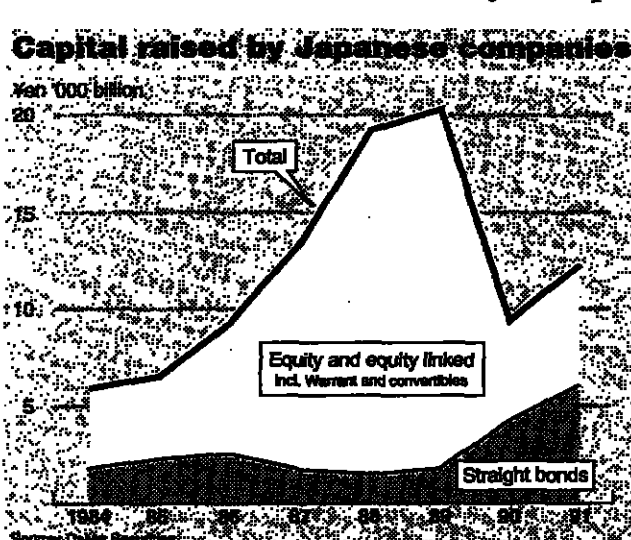 Capital raised by Japanese companies
Yen '000 billion
20
Total
15
10
Equity and equity linked
incl. Warrant and convertibles
5
Straight bonds
1984 85 86 87 88 89 90 91